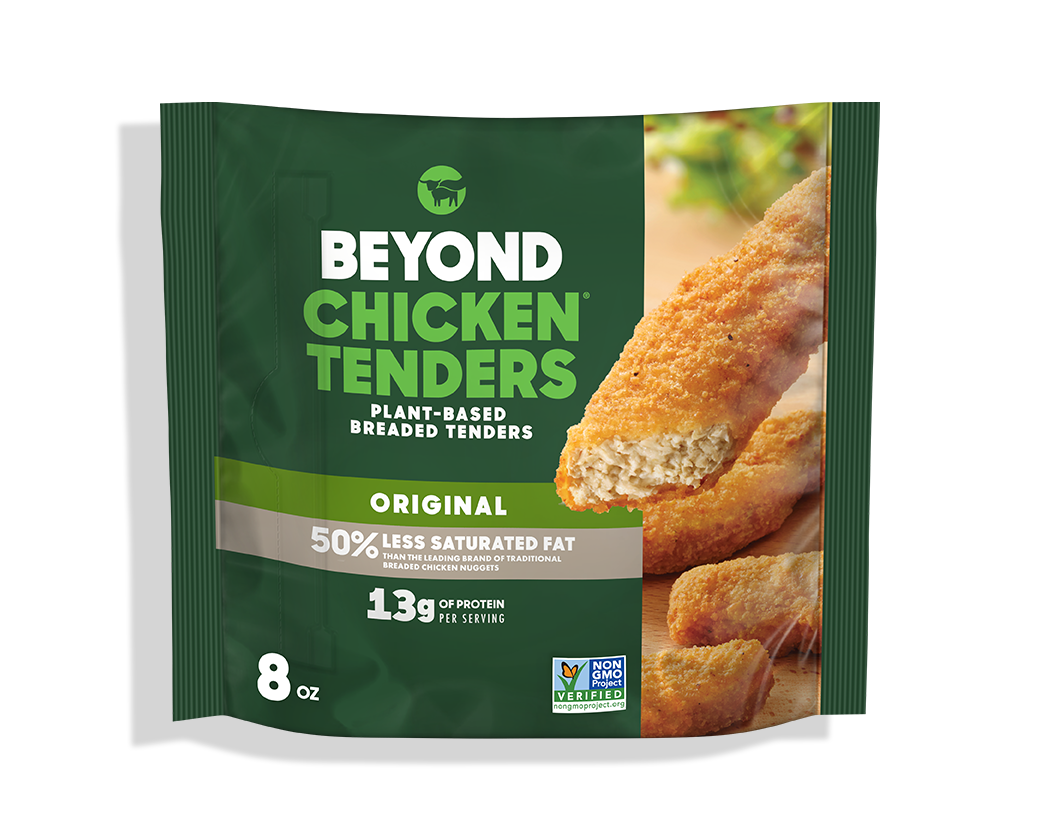 BEYOND
CHICKEN®
TENDERS
PLANT-BASED
BREADED TENDERS
ORIGINAL
50% LESS SATURATED FAT
THAN THE LEADING BRAND OF TRADITIONAL
BREADED CHICKEN NUGGETS
13g OF PROTEIN
PER SERVING
8 OZ
NON
GMO
Project
VERIFIED
nongmoproject.org